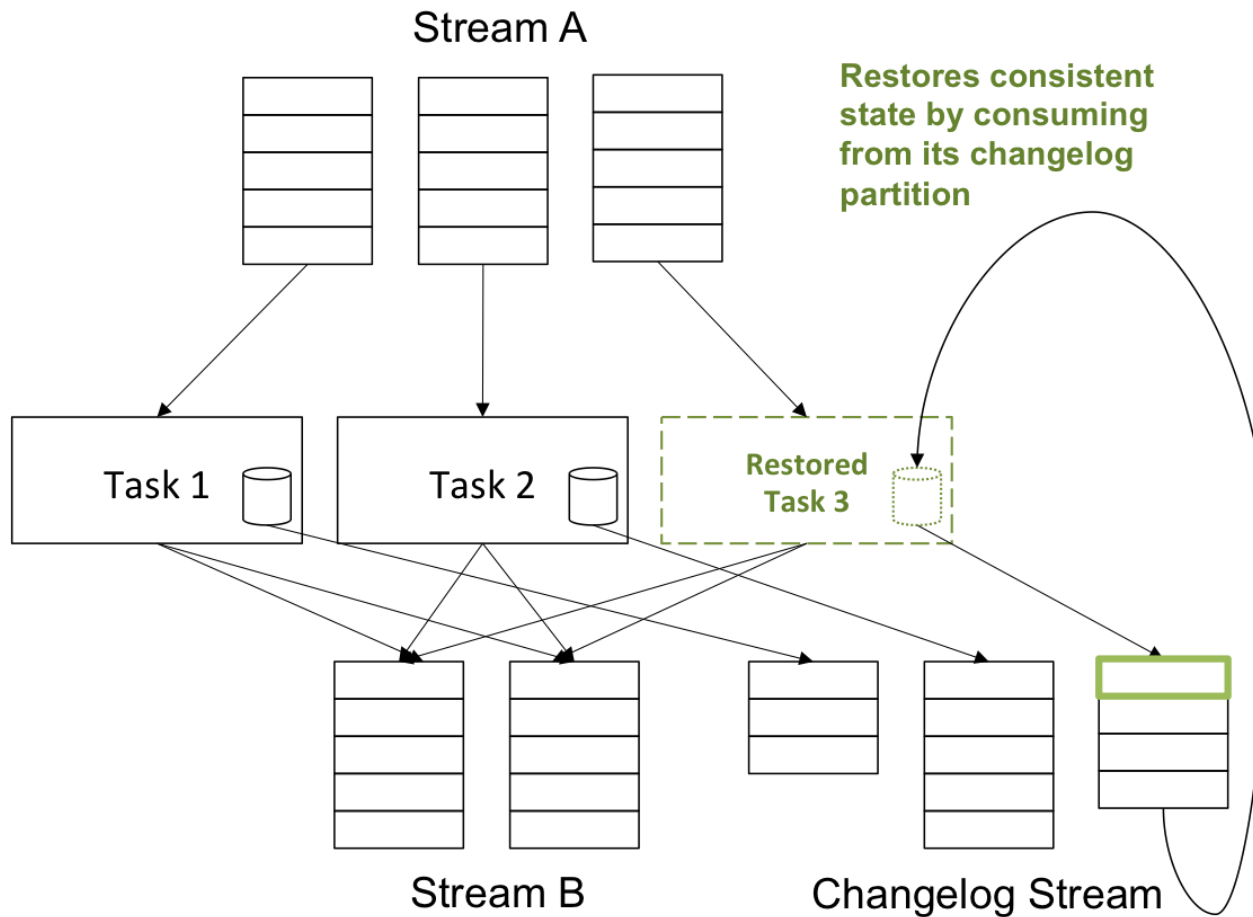 Stream A
Restores consistent
state by consuming
from its changelog
partition
Task 1
Task 2
Restored
Task 3
Stream B
Changelog Stream